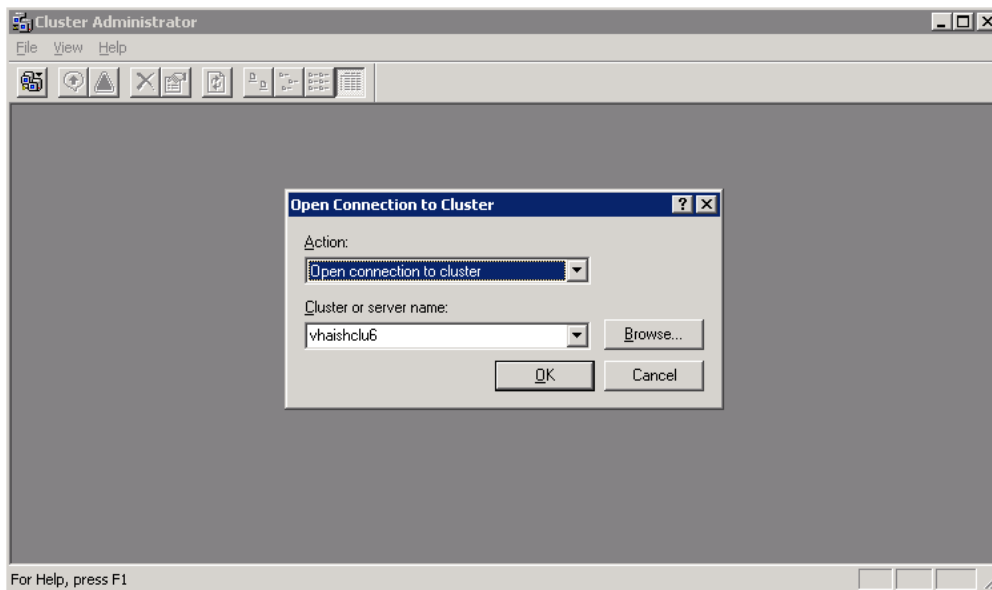 Cluster Administrator
File View Help
Open Connection to Cluster
Action:
Open connection to cluster
Cluster or server name:
vhaishclu6
Browse...
OK Cancel
For Help, press F1